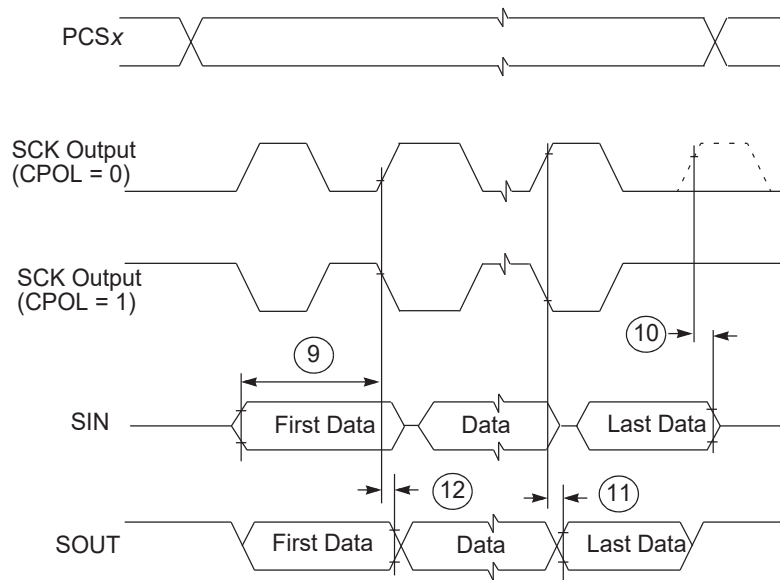 PCSx
SCK Output
(CPOL = 0)
SCK Output
(CPOL = 1)
10
9
SIN
First Data
Data
Last Data
12
11
SOUT
First Data
Data
Last Data